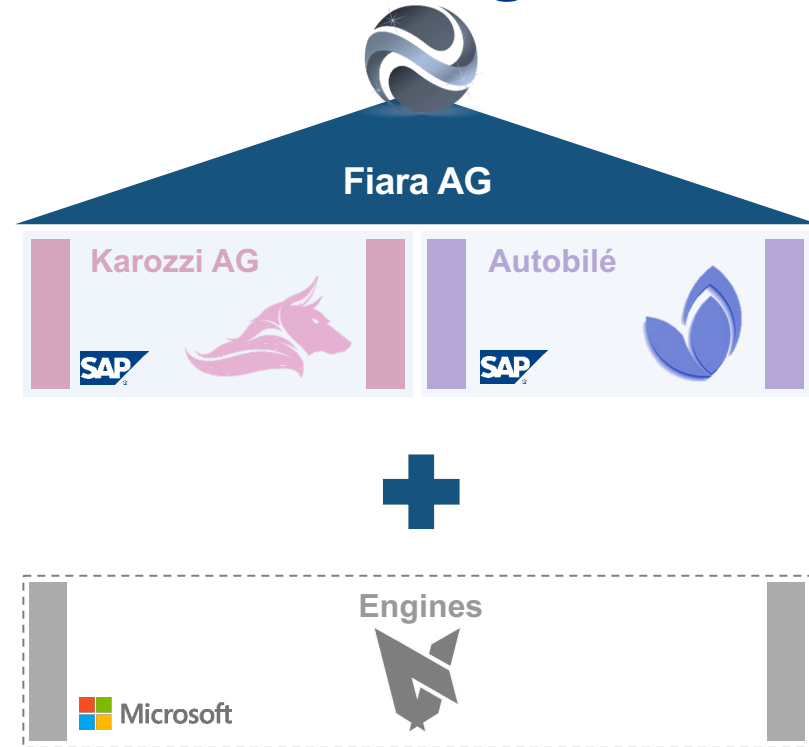 Fiara AG
Karozzi AG
Autobilé
SAP
SAP
Engines
Microsoft